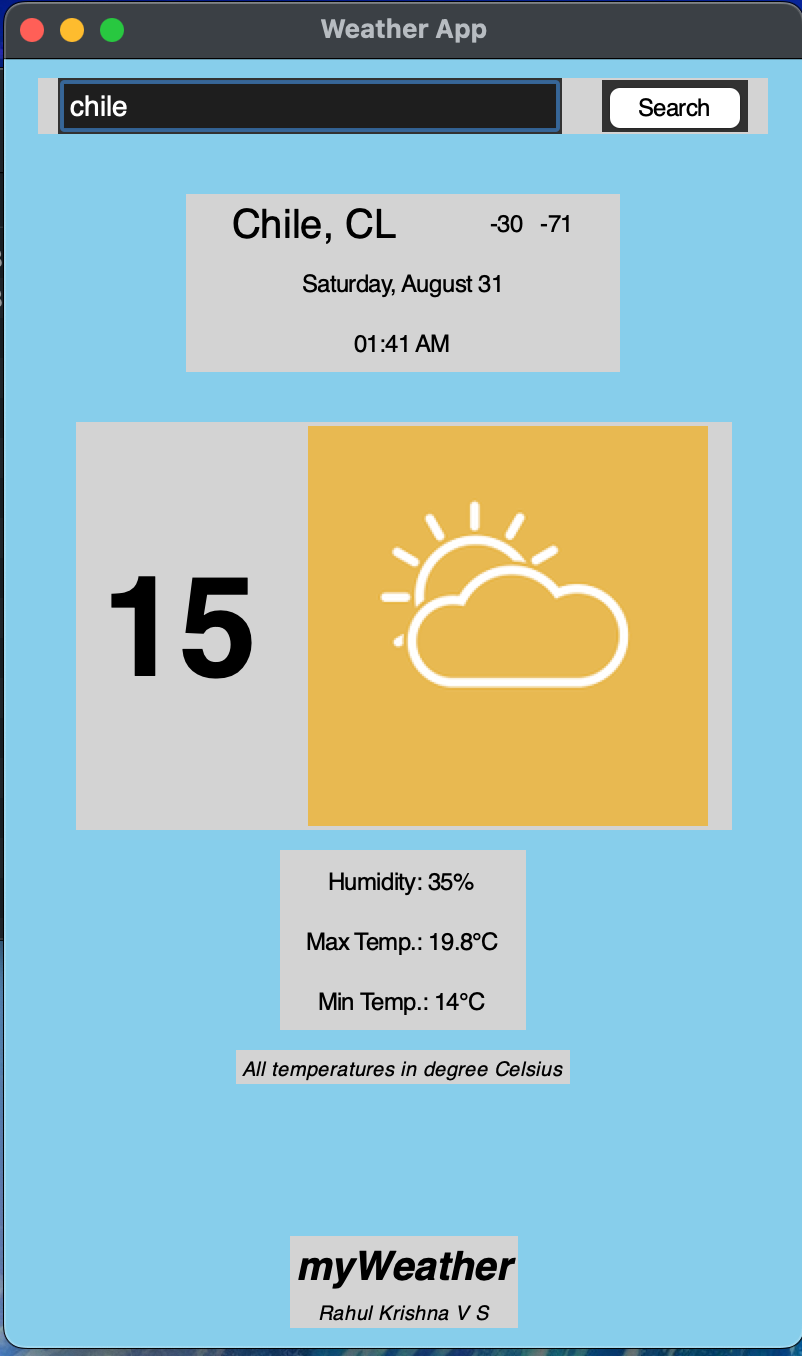 Weather App
chile Search
Chile, CL -30 -71
Saturday, August 31
01:41 AM
15
Humidity: 35%
Max Temp.: 19.8°C
Min Temp.: 14°C
All temperatures in degree Celsius
myWeather
Rahul Krishna V S